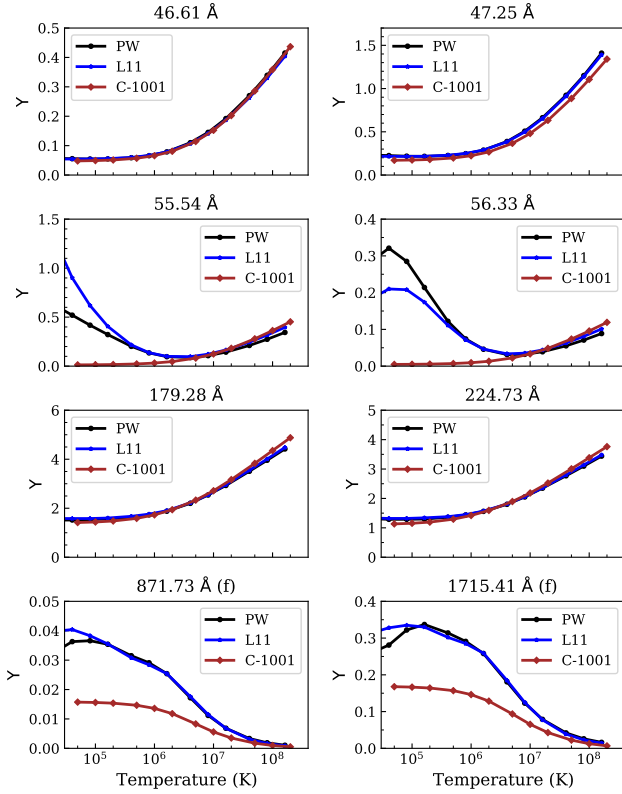 46.61 Å
Y
0.5
0.4
0.3
0.2
0.1
0.0
PW
L11
C-1001
47.25 Å
Y
1.5
1.0
0.5
0.0
PW
L11
C-1001
55.54 Å
Y
1.5
1.0
0.5
0.0
PW
L11
C-1001
56.33 Å
Y
0.4
0.3
0.2
0.1
0.0
PW
L11
C-1001
179.28 Å
Y
6
4
2
0
PW
L11
C-1001
224.73 Å
Y
5
4
3
2
1
0
PW
L11
C-1001
871.73 Å (f)
Y
0.05
0.04
0.03
0.02
0.01
0.00
PW
L11
C-1001
10⁵ 10⁶ 10⁷ 10⁸
Temperature (K)
1715.41 Å (f)
Y
0.4
0.3
0.2
0.1
0.0
PW
L11
C-1001
10⁵ 10⁶ 10⁷ 10⁸
Temperature (K)